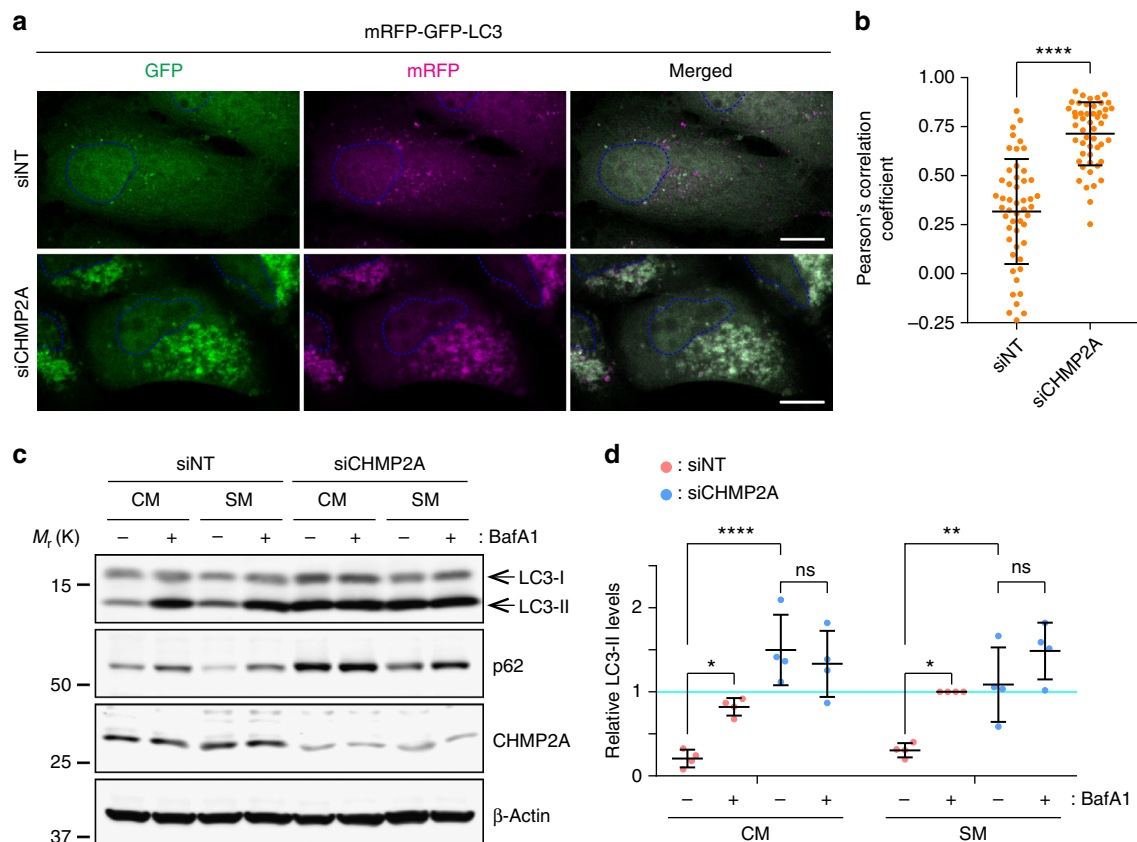 a
mRFP-GFP-LC3
GFP mRFP Merged
siNT
siCHMP2A
b
****
1.00
0.75
0.50
0.25
0.00
−0.25
Pearson's correlation
coefficient
siNT
siCHMP2A
c
siNT siCHMP2A
CM SM CM SM
Mr (K) − + − + − + − + : BafA1
15
LC3-I
LC3-II
p62
50
CHMP2A
25
β-Actin
37
d
: siNT
: siCHMP2A
**** **
ns ns
* *
2
1
0
Relative LC3-II levels
− + − + − + − + : BafA1
CM SM